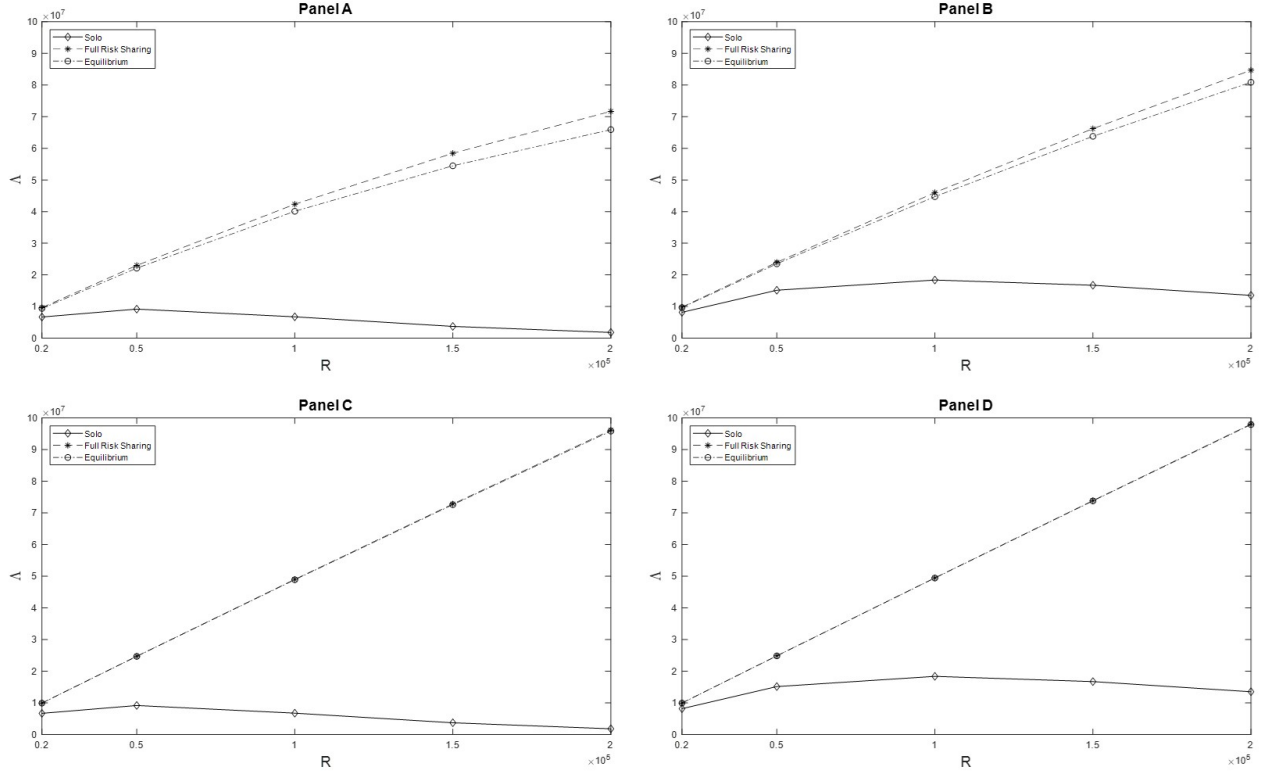 Panel A
×10^7
Solo
Full Risk Sharing
Equilibrium
10
9
8
7
6
5
4
3
2
1
0
Λ
0.2 0.5 1 1.5 2
R
×10^5
Panel B
×10^7
Solo
Full Risk Sharing
Equilibrium
10
9
8
7
6
5
4
3
2
1
0
Λ
0.2 0.5 1 1.5 2
R
×10^5
Panel C
×10^7
Solo
Full Risk Sharing
Equilibrium
10
9
8
7
6
5
4
3
2
1
0
Λ
0.2 0.5 1 1.5 2
R
×10^5
Panel D
×10^7
Solo
Full Risk Sharing
Equilibrium
10
9
8
7
6
5
4
3
2
1
0
Λ
0.2 0.5 1 1.5 2
R
×10^5